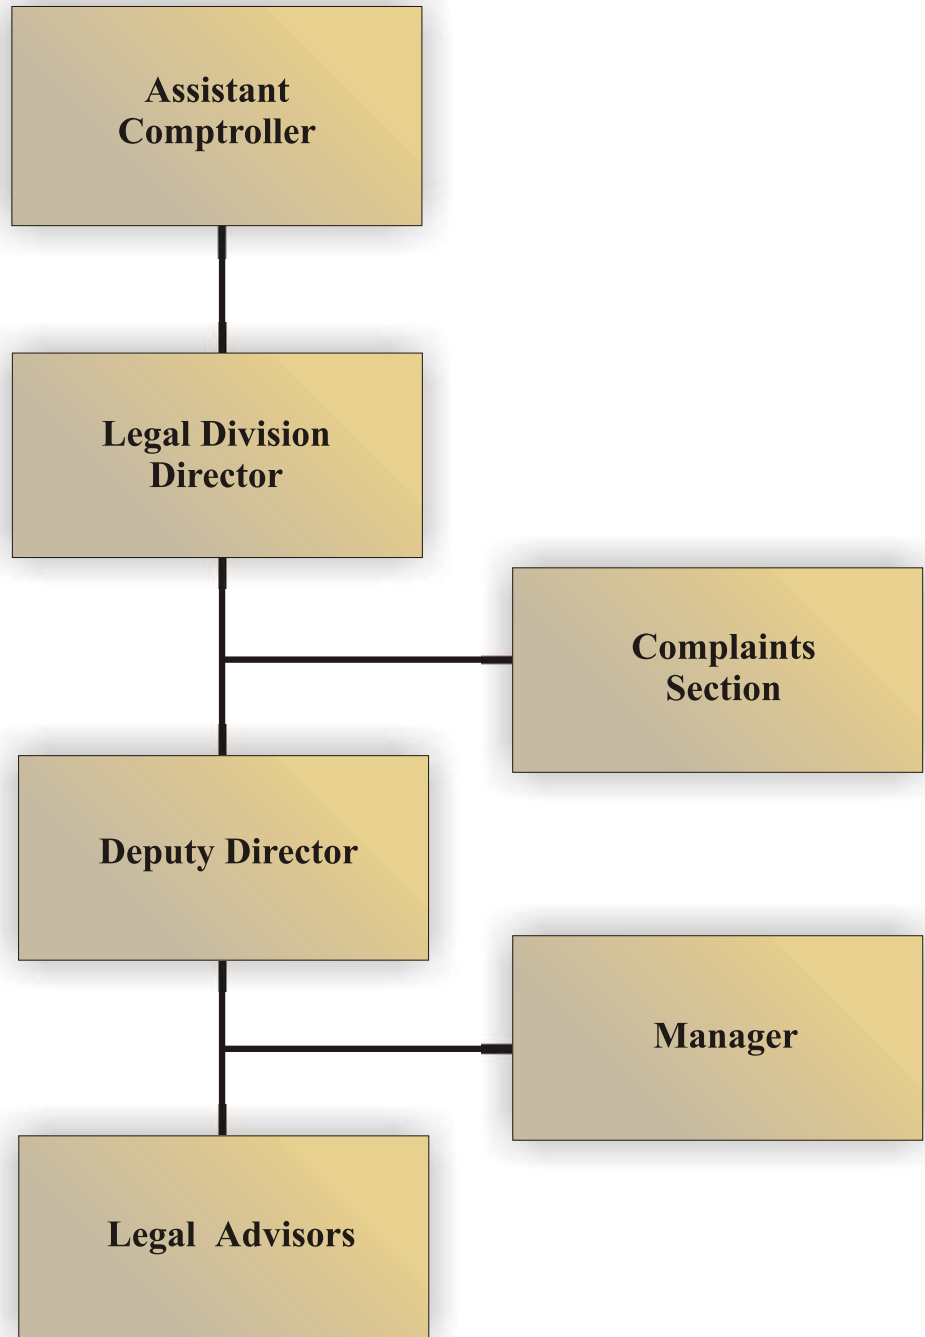 Assistant
Comptroller
Legal Division
Director
Complaints
Section
Deputy Director
Manager
Legal Advisors